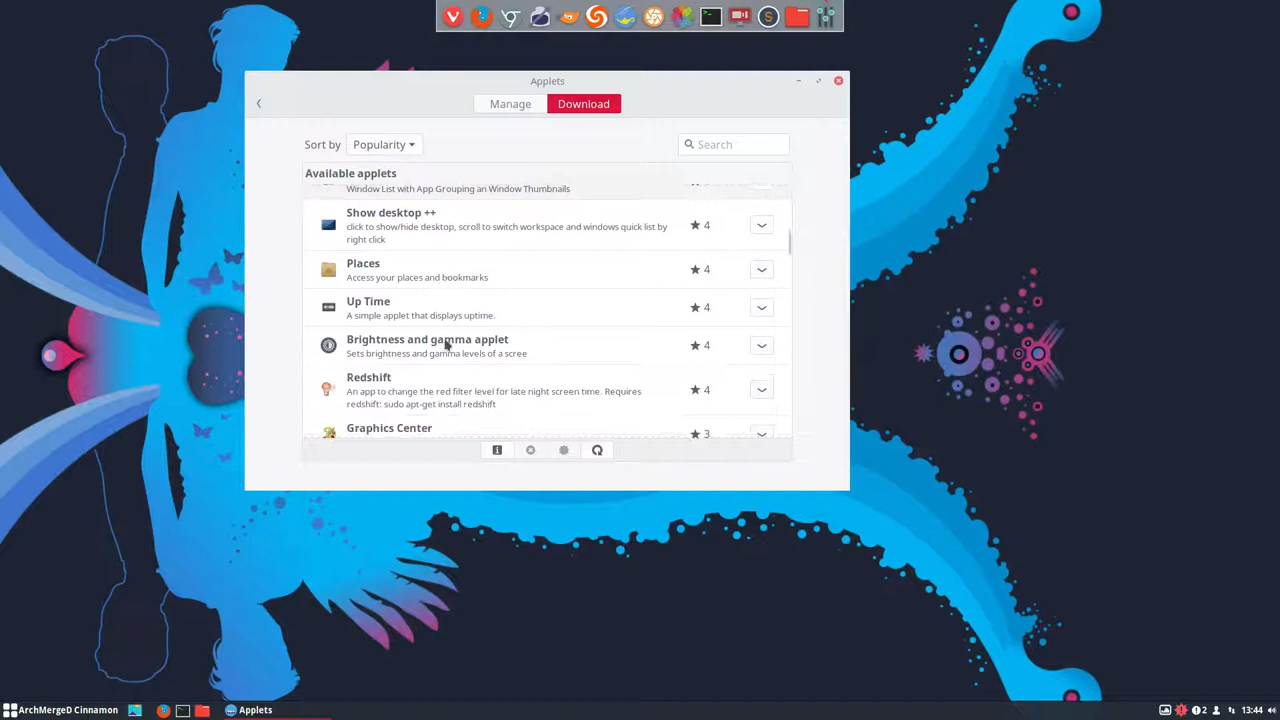 Applets
Manage
Download
Sort by
Popularity
Search
Available applets
Window List with App Grouping an Window Thumbnails
Show desktop ++
click to show/hide desktop, scroll to switch workspace and windows quick list by
right click
4
Places
Access your places and bookmarks
4
Up Time
A simple applet that displays uptime.
4
Brightness and gamma applet
Sets brightness and gamma levels of a scree
4
Redshift
An app to change the red filter level for late night screen time. Requires
redshift: sudo apt-get install redshift
4
Graphics Center
3
ArchMergeD Cinnamon
Applets
2
13:44